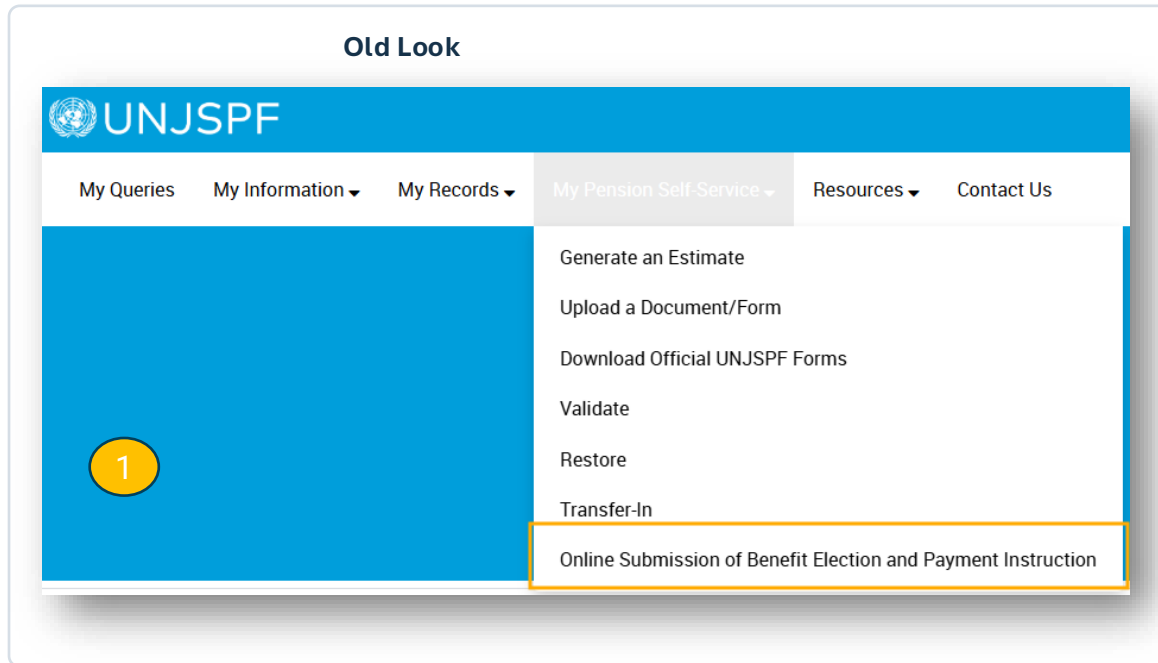 Old Look
UNJSPF
My Queries My Information My Records My Pension Self-Service Resources Contact Us
Generate an Estimate
Upload a Document/Form
Download Official UNJSPF Forms
Validate
1
Restore
Transfer-In
Online Submission of Benefit Election and Payment Instruction